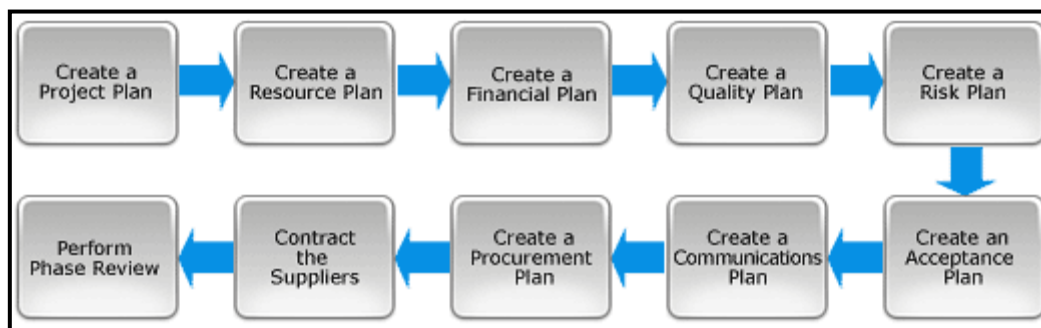 Create a
Project Plan
Create a
Resource Plan
Create a
Financial Plan
Create a
Quality Plan
Create a
Risk Plan
Create an
Acceptance
Plan
Create a
Communications
Plan
Create a
Procurement
Plan
Contract
the
Suppliers
Perform
Phase Review